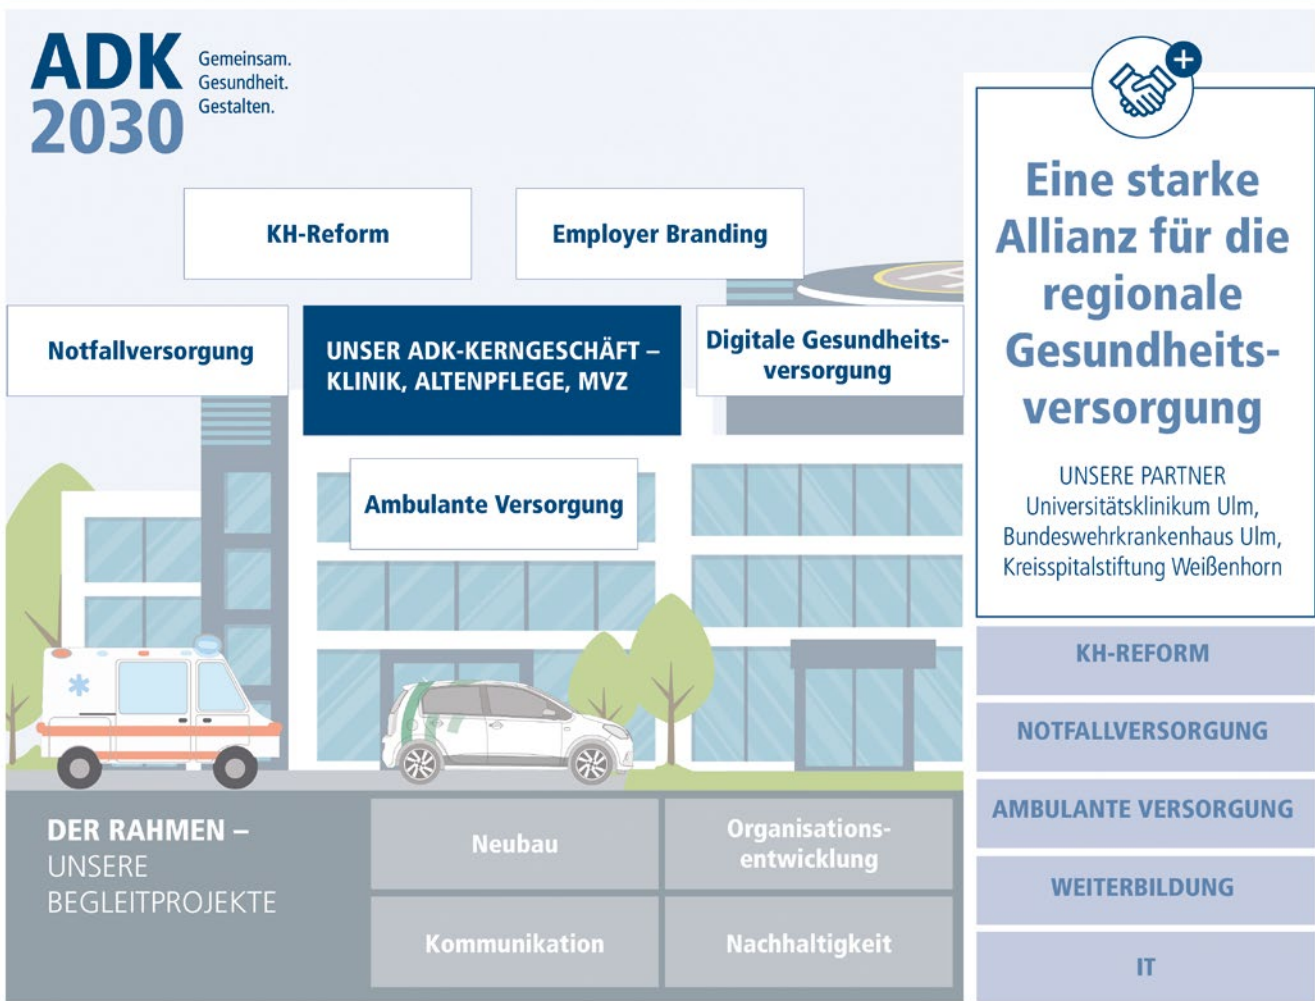 ADK
2030
Gemeinsam.
Gesundheit.
Gestalten.
KH-Reform
Employer Branding
Notfallversorgung
UNSER ADK-KERNGESCHÄFT –
KLINIK, ALTENPFLEGE, MVZ
Digitale Gesundheits-
versorgung
Ambulante Versorgung
DER RAHMEN –
UNSERE
BEGLEITPROJEKTE
Neubau
Organisations-
entwicklung
Kommunikation
Nachhaltigkeit
Eine starke
Allianz für die
regionale
Gesundheits-
versorgung
UNSERE PARTNER
Universitätsklinikum Ulm,
Bundeswehrkrankenhaus Ulm,
Kreisspitalstiftung Weißenhorn
KH-REFORM
NOTFALLVERSORGUNG
AMBULANTE VERSORGUNG
WEITERBILDUNG
IT